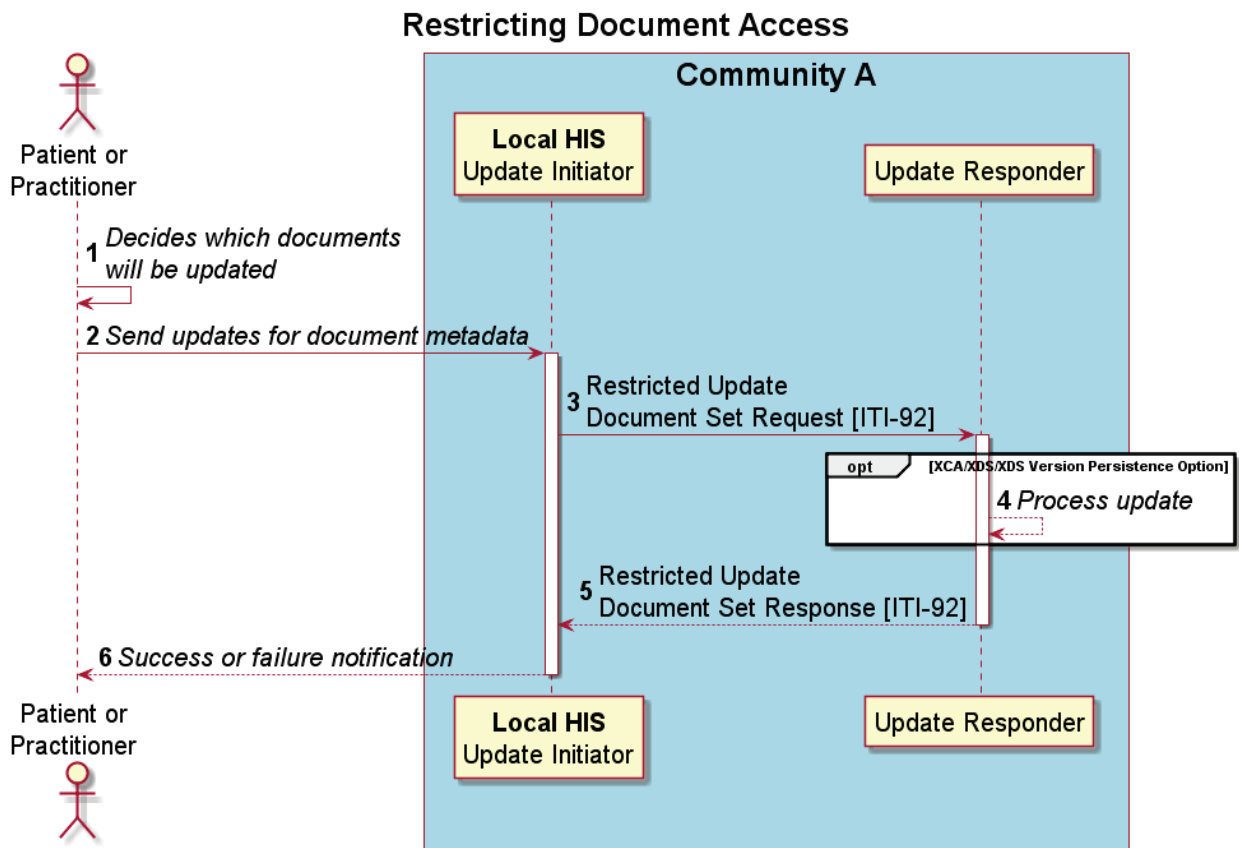 Restricting Document Access
Community A
Patient or
Practitioner
Local HIS
Update Initiator
Update Responder
1 Decides which documents
will be updated
2 Send updates for document metadata
3 Restricted Update
Document Set Request [ITI-92]
opt [XCA/XDS/XDS Version Persistence Option]
4 Process update
5 Restricted Update
Document Set Response [ITI-92]
6 Success or failure notification
Patient or
Practitioner
Local HIS
Update Initiator
Update Responder